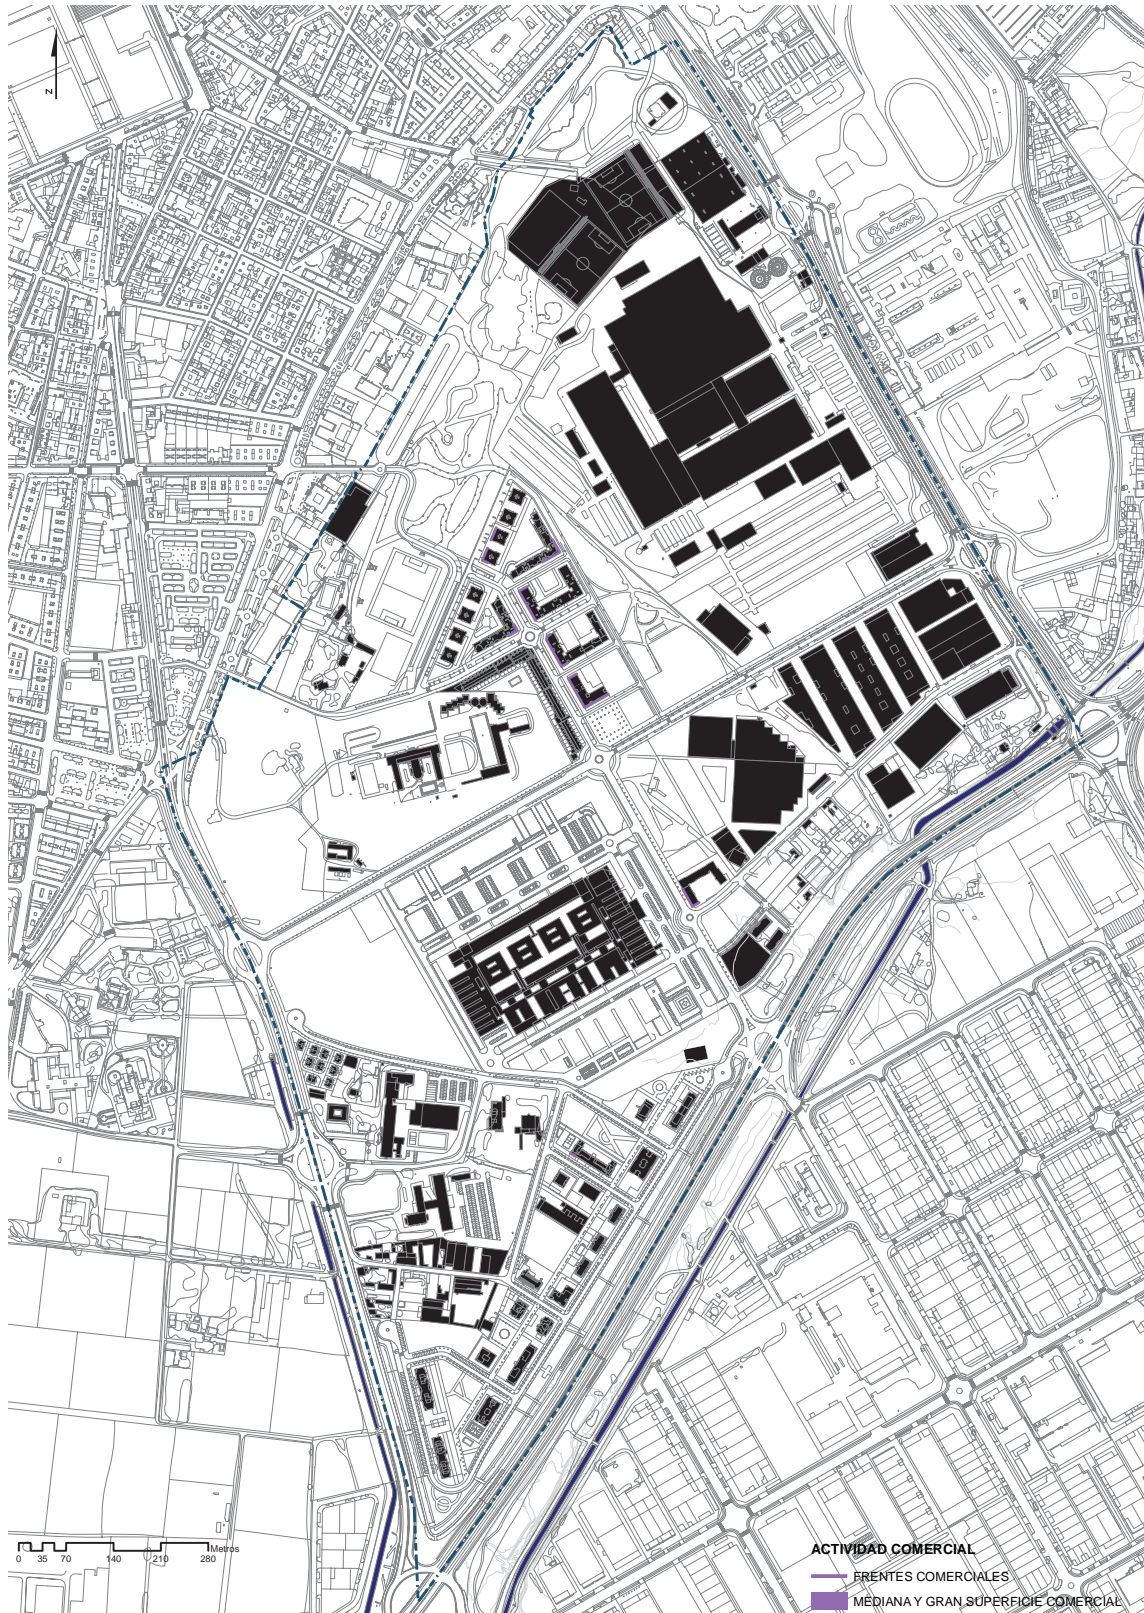 N
Metros
0 35 70 140 210 280
ACTIVIDAD COMERCIAL
FRENTES COMERCIALES
MEDIANA Y GRAN SUPERFICIE COMERCIAL